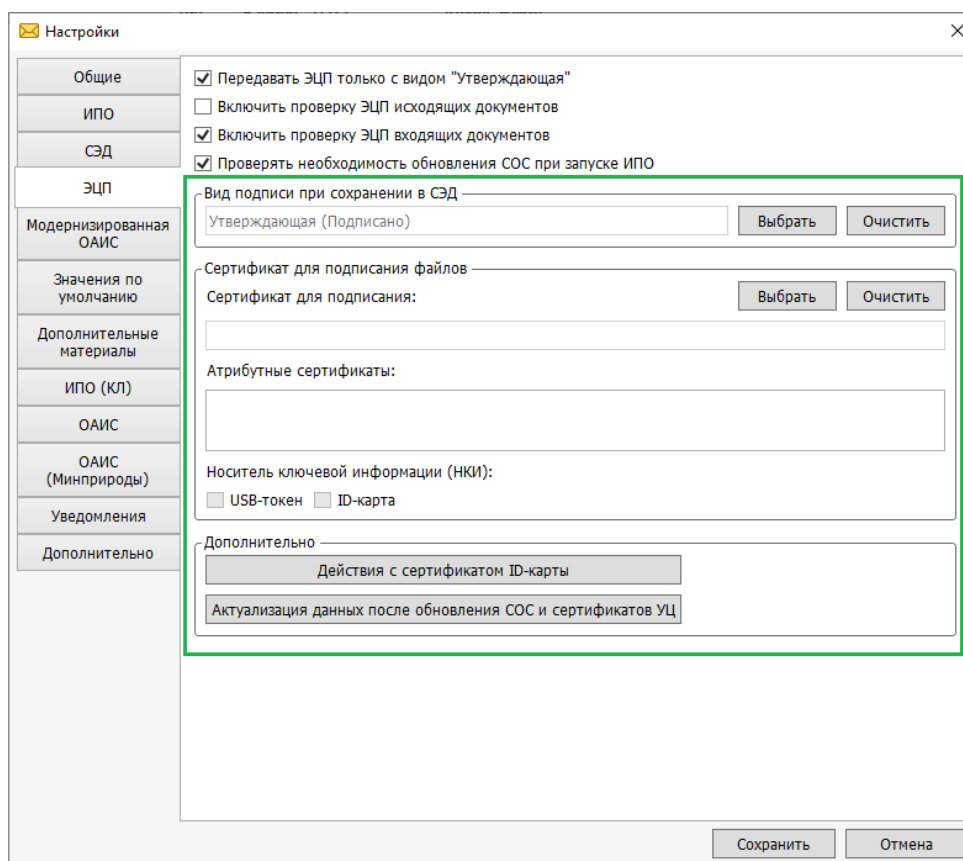 Настройки
Общие
ИПО
СЭД
ЭЦП
Модернизированная
ОАИС
Значения по
умолчанию
Дополнительные
материалы
ИПО (КЛ)
ОАИС
ОАИС
(Минприроды)
Уведомления
Дополнительно
Передавать ЭЦП только с видом "Утверждающая"
Включить проверку ЭЦП исходящих документов
Включить проверку ЭЦП входящих документов
Проверять необходимость обновления СОС при запуске ИПО
Вид подписи при сохранении в СЭД
Утверждающая (Подписано) Выбрать Очистить
Сертификат для подписания файлов
Сертификат для подписания: Выбрать Очистить
Атрибутные сертификаты:
Носитель ключевой информации (НКИ):
USB-токен ID-карта
Дополнительно
Действия с сертификатом ID-карты
Актуализация данных после обновления СОС и сертификатов УЦ
Сохранить Отмена